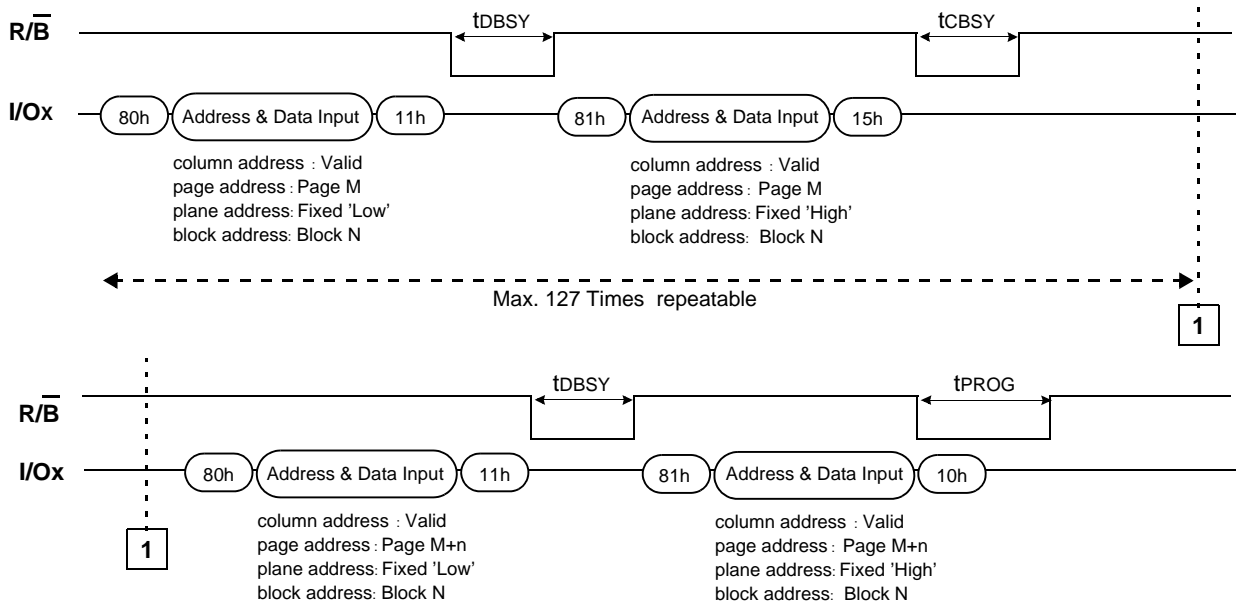 R/B tDBSY tCBSY
I/Ox 80h Address & Data Input 11h 81h Address & Data Input 15h
column address : Valid column address : Valid
page address : Page M page address : Page M
plane address: Fixed 'Low' plane address: Fixed 'High'
block address: Block N block address: Block N
Max. 127 Times repeatable
1
R/B tDBSY tPROG
I/Ox 80h Address & Data Input 11h 81h Address & Data Input 10h
column address : Valid column address : Valid
1 page address : Page M+n page address : Page M+n
plane address: Fixed 'Low' plane address: Fixed 'High'
block address: Block N block address: Block N